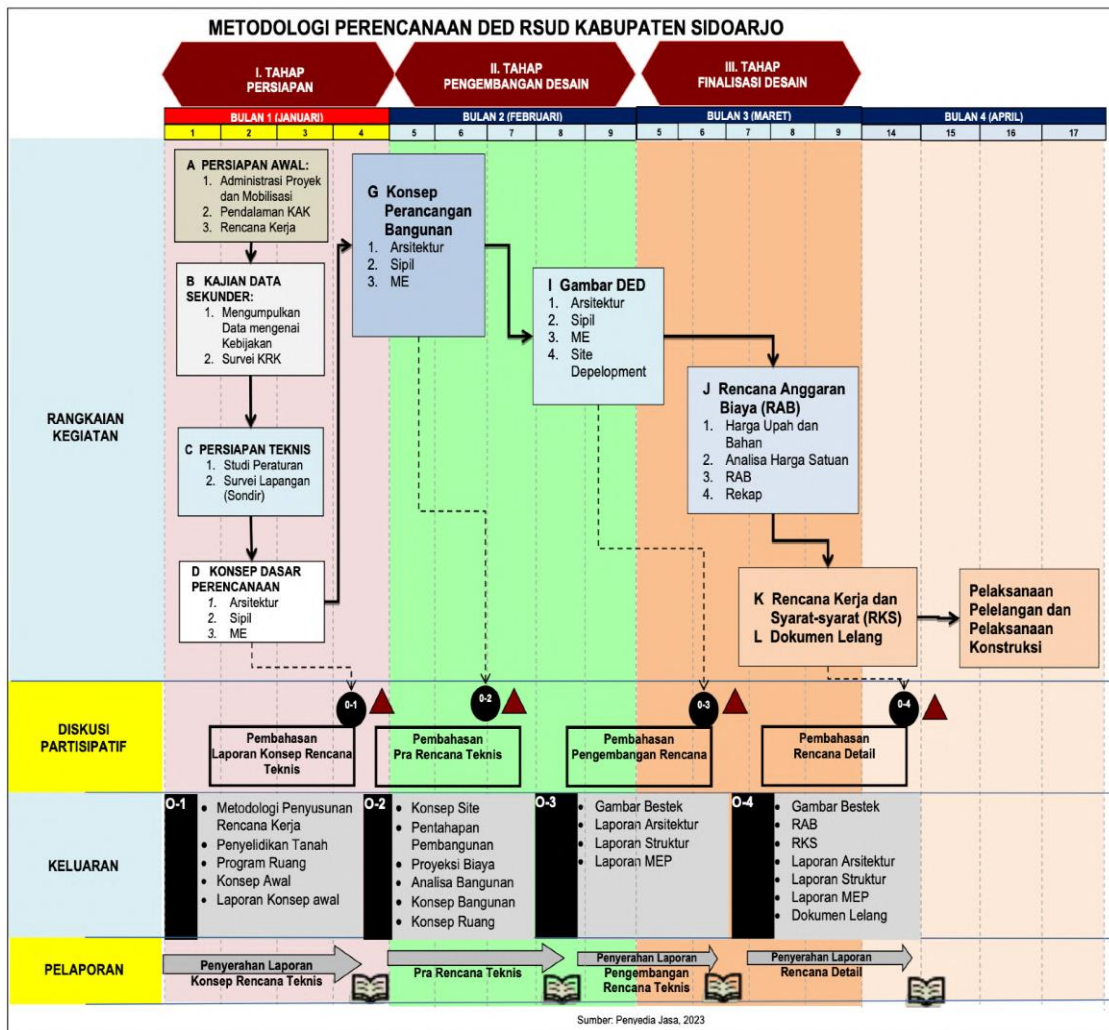 METODOLOGI PERENCANAAN DED RSUD KABUPATEN SIDOARJO
I. TAHAP
PERSIAPAN
II. TAHAP
PENGEMBANGAN DESAIN
III. TAHAP
FINALISASI DESAIN
BULAN 1 (JANUARI)
BULAN 2 (FEBRUARI)
BULAN 3 (MARET)
BULAN 4 (APRIL)
1 2 3 4 5 6 7 8 9 5 6 7 8 9 14 15 16 17
RANGKAIAN
KEGIATAN
A PERSIAPAN AWAL:
1. Administrasi Proyek
dan Mobilisasi
2. Pendalaman KAK
3. Rencana Kerja
B KAJIAN DATA
SEKUNDER:
1. Mengumpulkan
Data mengenai
Kebijakan
2. Survei KRK
C PERSIAPAN TEKNIS
1. Studi Peraturan
2. Survei Lapangan
(Sondir)
D KONSEP DASAR
PERENCANAAN
1. Arsitektur
2. Sipil
3. ME
G Konsep
Perancangan
Bangunan
1. Arsitektur
2. Sipil
3. ME
I Gambar DED
1. Arsitektur
2. Sipil
3. ME
4. Site
Depelopment
J Rencana Anggaran
Biaya (RAB)
1. Harga Upah dan
Bahan
2. Analisa Harga Satuan
3. RAB
4. Rekap
K Rencana Kerja dan
Syarat-syarat (RKS)
L Dokumen Lelang
Pelaksanaan
Pelelangan dan
Pelaksanaan
Konstruksi
DISKUSI
PARTISIPATIF
0-1
0-2
0-3
0-4
Pembahasan
Laporan Konsep Rencana
Teknis
Pembahasan
Pra Rencana Teknis
Pembahasan
Pengembangan Rencana
Pembahasan
Rencana Detail
KELUARAN
O-1
• Metodologi Penyusunan
Rencana Kerja
• Penyelidikan Tanah
• Program Ruang
• Konsep Awal
• Laporan Konsep awal
O-2
• Konsep Site
• Pentahapan
Pembangunan
• Proyeksi Biaya
• Analisa Bangunan
• Konsep Bangunan
• Konsep Ruang
O-3
• Gambar Bestek
• Laporan Arsitektur
• Laporan Struktur
• Laporan MEP
O-4
• Gambar Bestek
• RAB
• RKS
• Laporan Arsitektur
• Laporan Struktur
• Laporan MEP
• Dokumen Lelang
PELAPORAN
Penyerahan Laporan
Konsep Rencana Teknis
Pra Rencana Teknis
Penyerahan Laporan
Pengembangan
Rencana Teknis
Penyerahan Laporan
Rencana Detail
Sumber: Penyedia Jasa, 2023